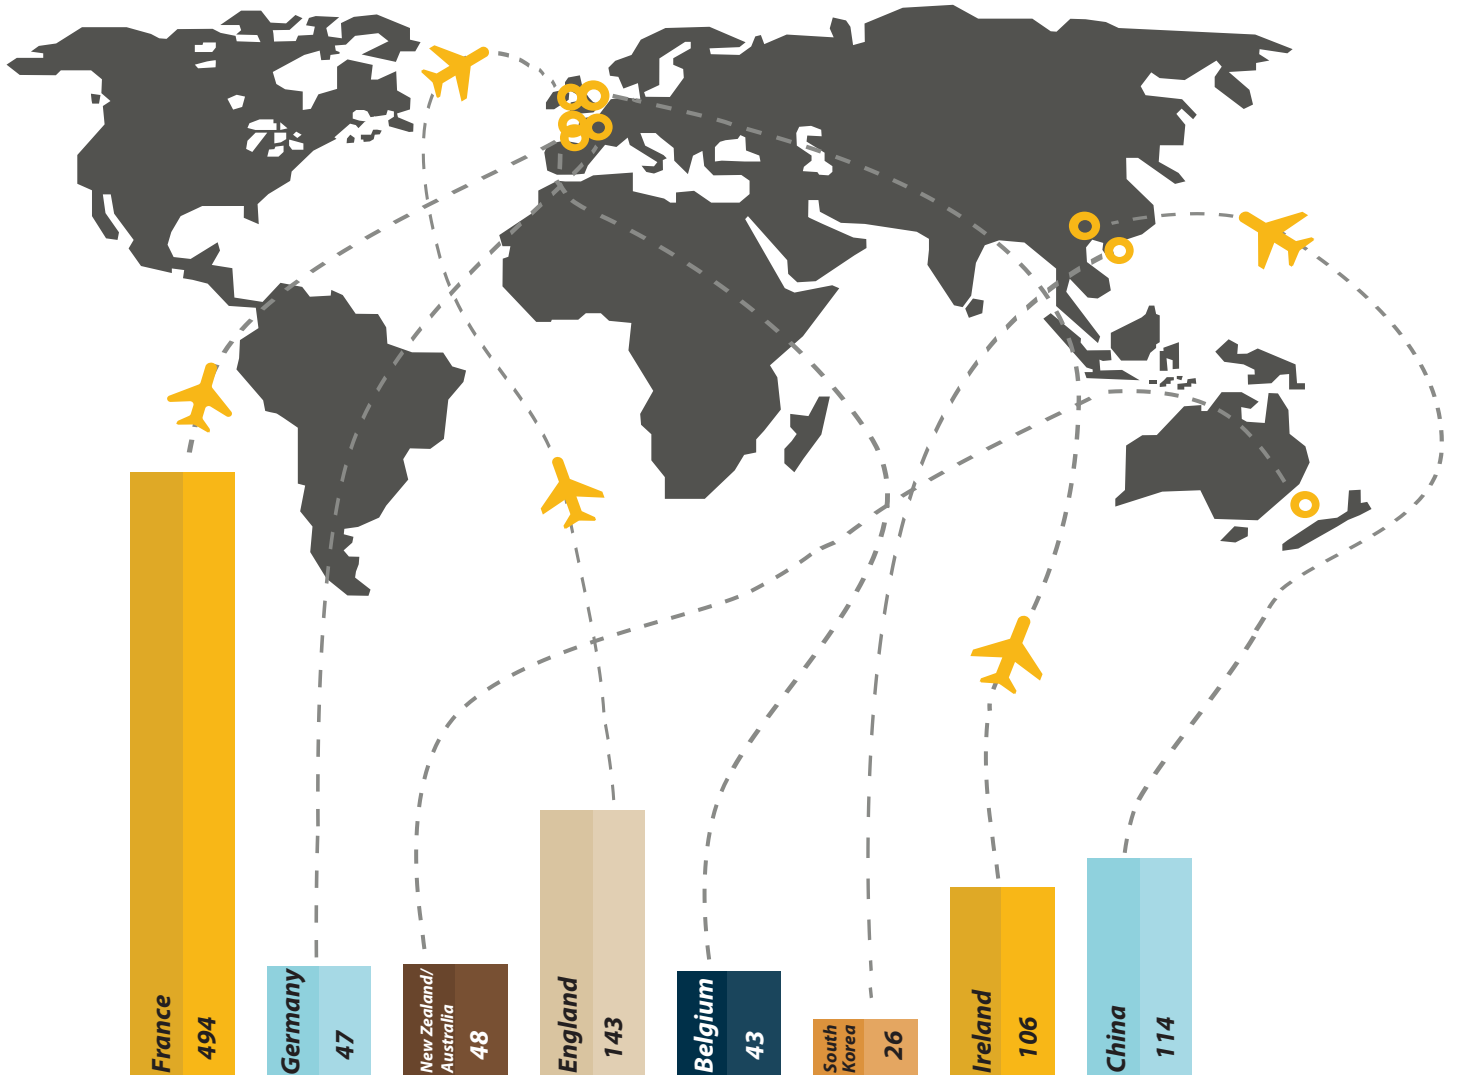 France
494
Germany
47
New Zealand/
Australia
48
England
143
Belgium
43
South
Korea
26
Ireland
106
China
114